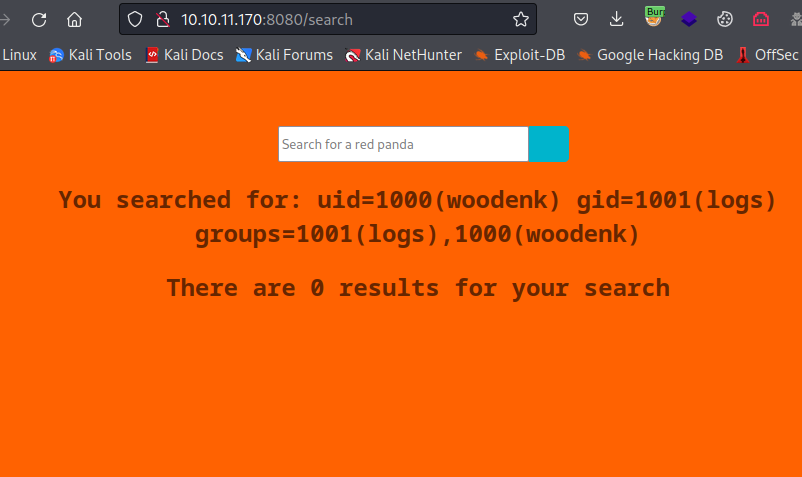 10.10.11.170:8080/search
Bur
Linux Kali Tools Kali Docs Kali Forums Kali NetHunter Exploit-DB Google Hacking DB OffSec
Search for a red panda
You searched for: uid=1000(woodenk) gid=1001(logs)
groups=1001(logs),1000(woodenk)
There are 0 results for your search